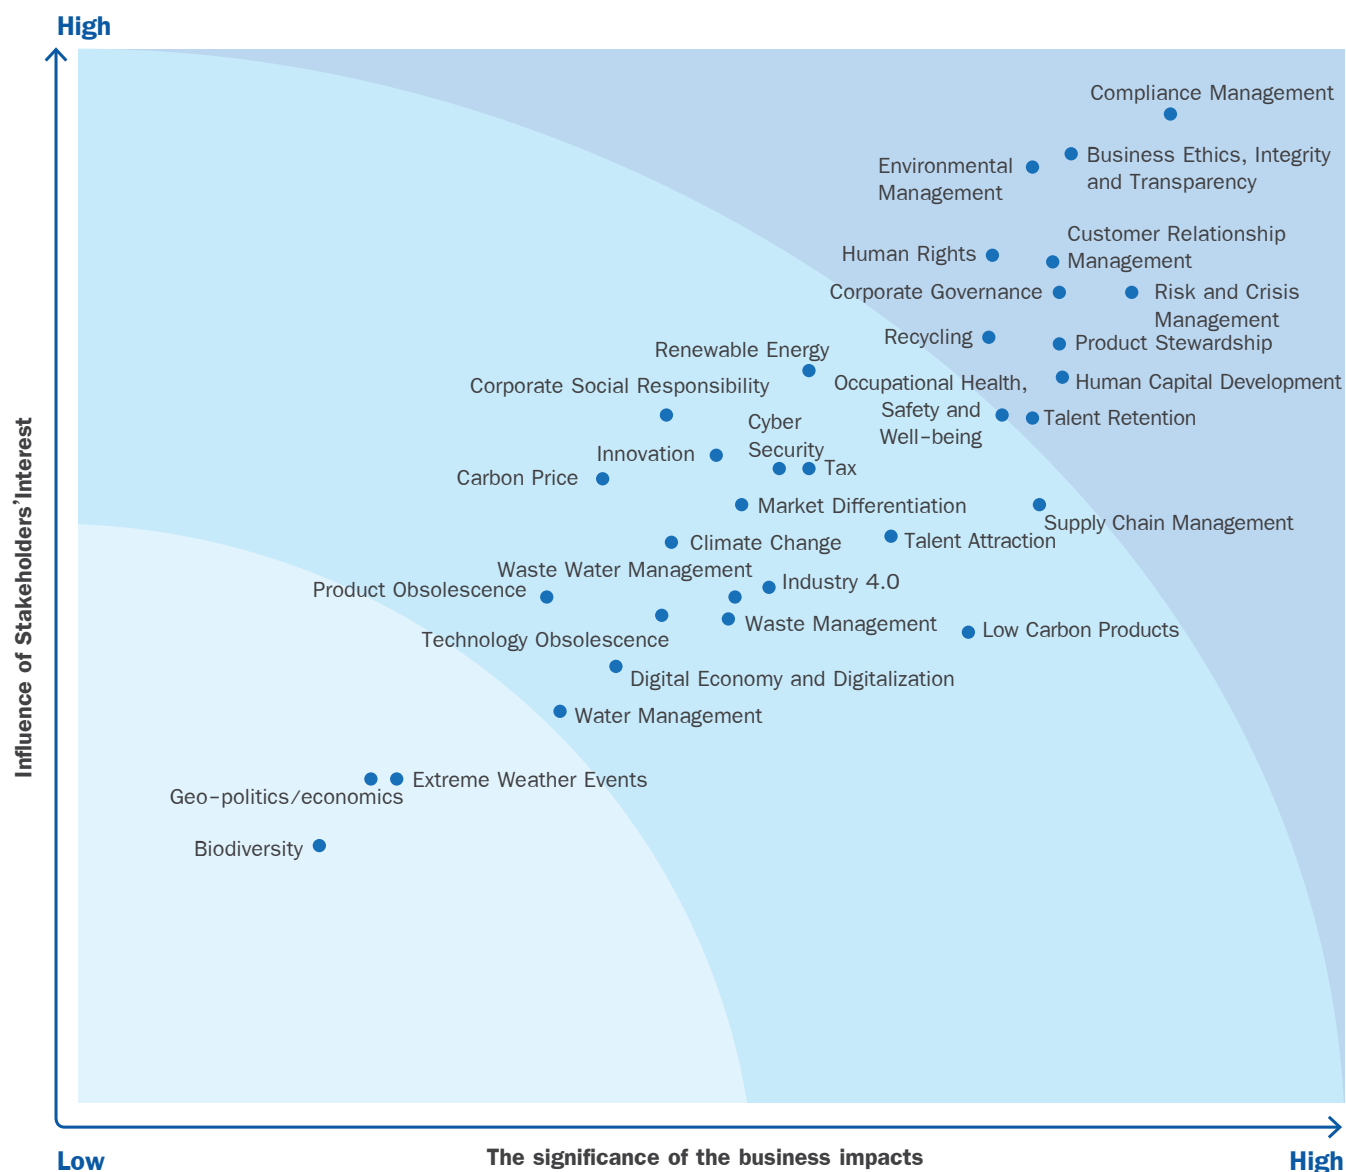 High
Compliance Management
Business Ethics, Integrity
and Transparency
Environmental
Management
Customer Relationship
Management
Human Rights
Corporate Governance
Risk and Crisis
Management
Recycling
Product Stewardship
Renewable Energy
Human Capital Development
Corporate Social Responsibility
Occupational Health,
Safety and
Well-being
Talent Retention
Cyber
Security
Innovation
Tax
Carbon Price
Market Differentiation
Supply Chain Management
Climate Change
Talent Attraction
Waste Water Management
Industry 4.0
Product Obsolescence
Waste Management
Low Carbon Products
Technology Obsolescence
Digital Economy and Digitalization
Water Management
Extreme Weather Events
Geo-politics/economics
Biodiversity
Influence of Stakeholders'Interest
Low
The significance of the business impacts
High